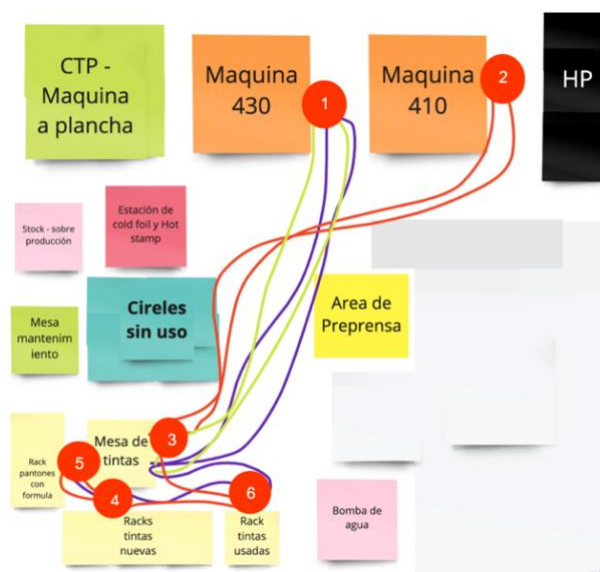 CTP -
Maquina
a plancha
Maquina
430
1
Maquina
410
2
HP
Stock - sobre
producción
Estación de
cold foil y Hot
stamp
Mesa
mantenim
iento
Cireles
sin uso
Area de
Preprensa
Rack
pantones
con
formula
5
Mesa de
tintas
3
4
6
Racks
tintas
nuevas
Rack
tintas
usadas
Bomba de
agua